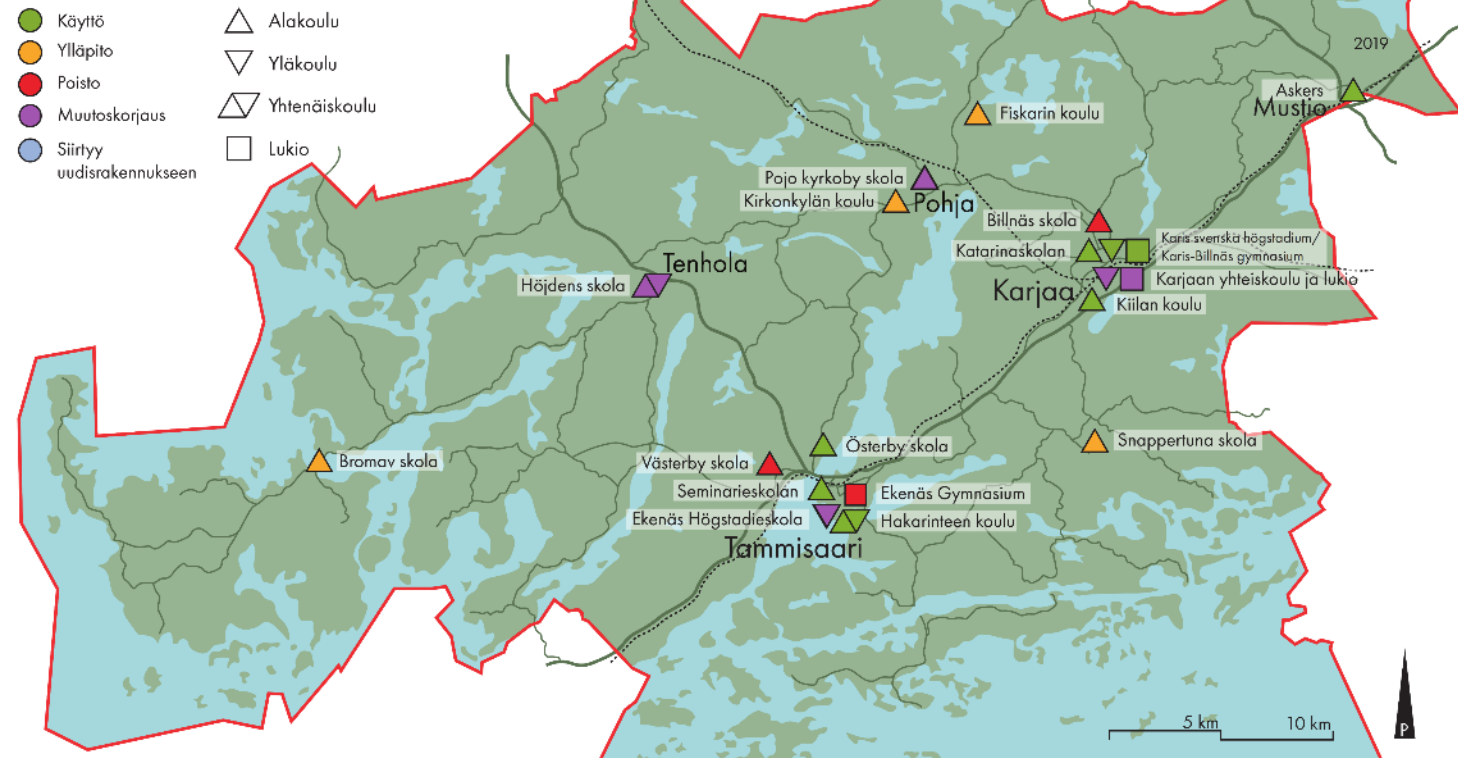 Käyttö
Ylläpito
Poisto
Muutoskorjaus
Siirtyy
uudisrakennukseen
Alakoulu
Yläkoulu
Yhtenäiskoulu
Lukio
2019
Askers
Mustio
Fiskarin koulu
Pojo kyrkoby skola
Kirkonkylän koulu
Pohja
Billnäs skola
Katarinaskolan
Karis svenska högstadium/
Karis-Billnäs gymnasium
Karjaan yhteiskoulu ja lukio
Karjaa
Kiilan koulu
Tenhola
Höjdens skola
Bromav skola
Västerby skola
Österby skola
Snappertuna skola
Seminarieskolan
Ekenäs Gymnasium
Ekenäs Högstadieskola
Hakarinteen koulu
Tammisaari
5 km
10 km
P